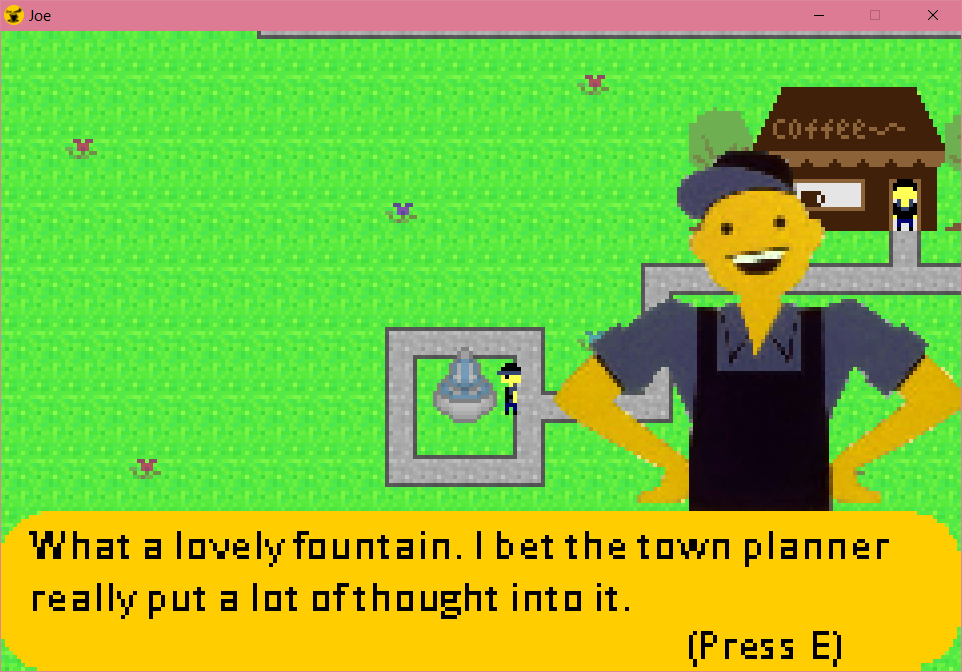 Joe
coffee~~
What a lovely fountain. I bet the town planner
really put a lot of thought into it.
(Press E)